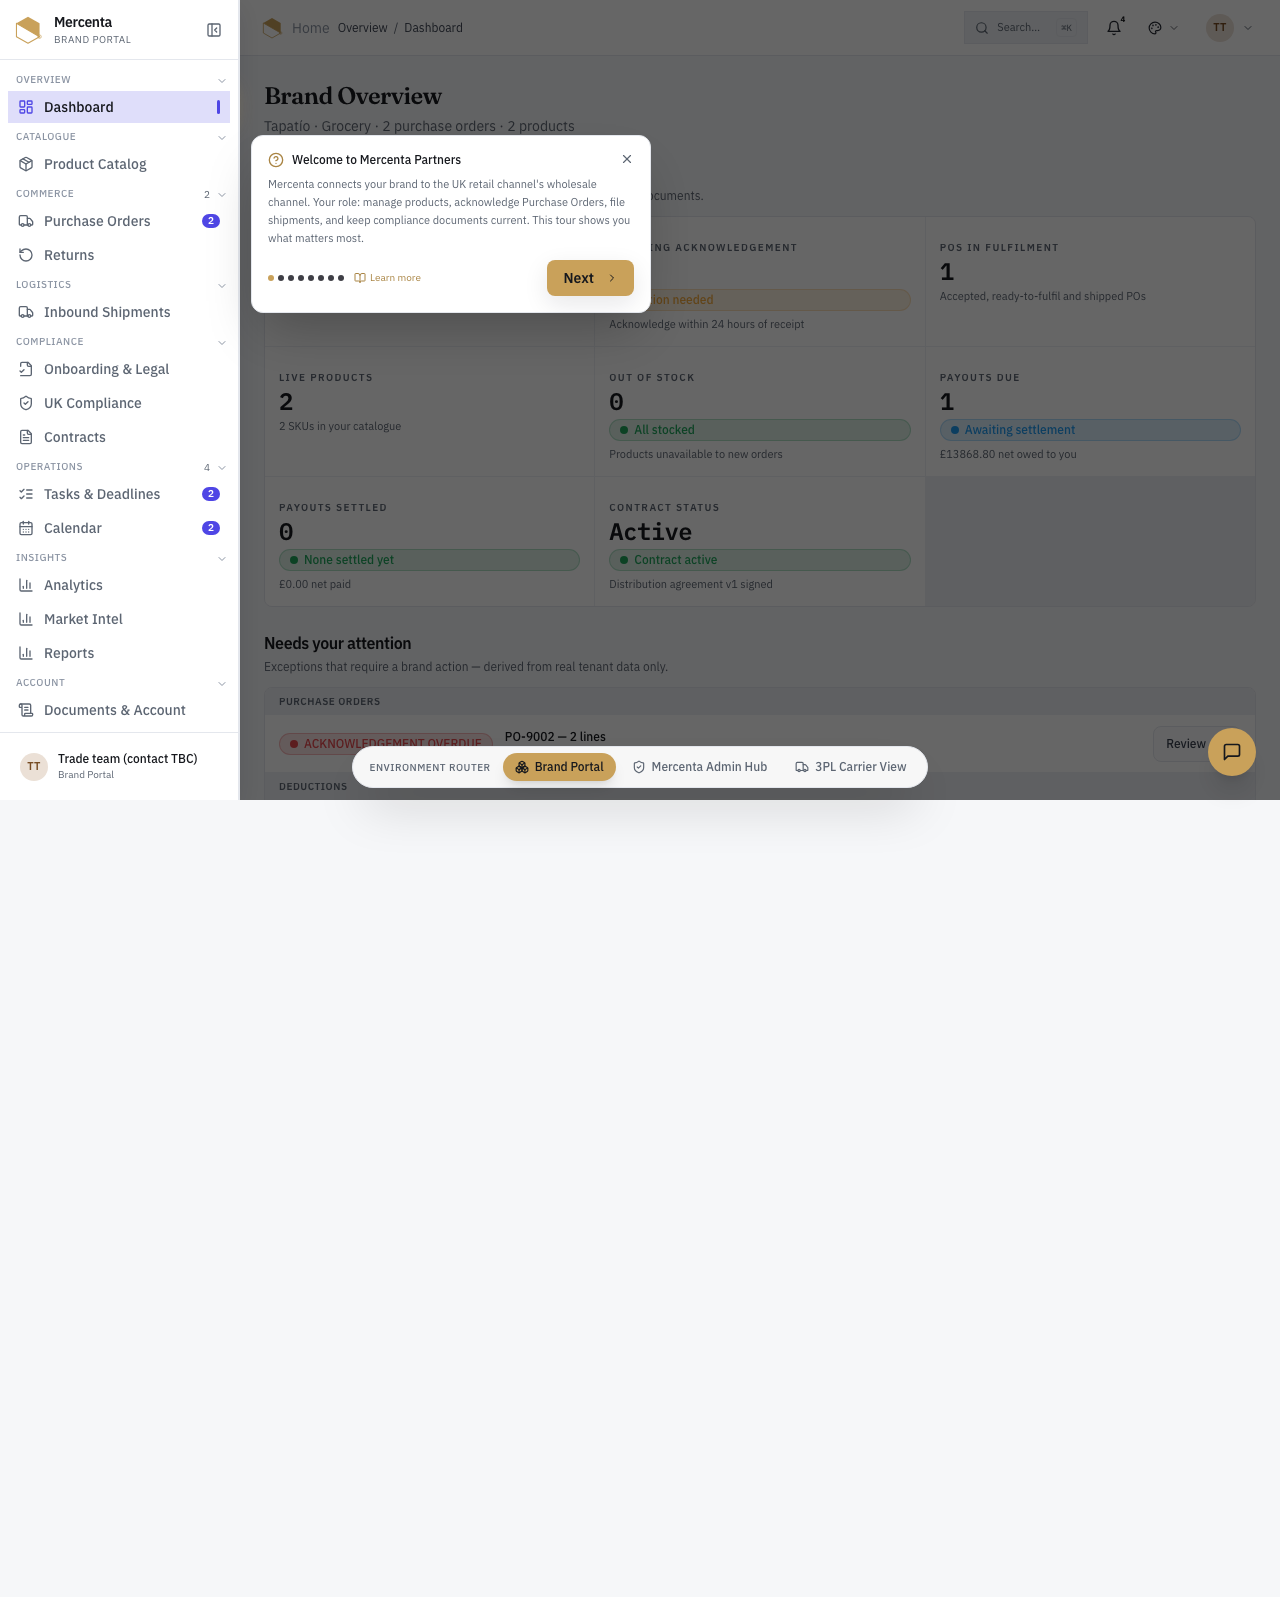 Mercenta
BRAND PORTAL
OVERVIEW
Dashboard
CATALOGUE
Product Catalog
COMMERCE 2
Purchase Orders 2
Returns
LOGISTICS
Inbound Shipments
COMPLIANCE
Onboarding & Legal
UK Compliance
Contracts
OPERATIONS 4
Tasks & Deadlines 2
Calendar 2
INSIGHTS
Analytics
Market Intel
Reports
ACCOUNT
Documents & Account
TT
Trade team (contact TBC)
Brand Portal
Home Overview / Dashboard
Search... ⌘K
4
TT
Brand Overview
Tapatío · Grocery · 2 purchase orders · 2 products
Welcome to Mercenta Partners
Mercenta connects your brand to the UK retail channel's wholesale
channel. Your role: manage products, acknowledge Purchase Orders, file
shipments, and keep compliance documents current. This tour shows you
what matters most.
Learn more
Next
ACKNOWLEDGEMENT
needed
Acknowledge within 24 hours of receipt
POS IN FULFILMENT
1
Accepted, ready-to-fulfil and shipped POs
LIVE PRODUCTS
2
2 SKUs in your catalogue
OUT OF STOCK
0
All stocked
Products unavailable to new orders
PAYOUTS DUE
1
Awaiting settlement
£13868.80 net owed to you
PAYOUTS SETTLED
0
None settled yet
£0.00 net paid
CONTRACT STATUS
Active
Contract active
Distribution agreement v1 signed
Needs your attention
Exceptions that require a brand action — derived from real tenant data only.
PURCHASE ORDERS
ACKNOWLEDGEMENT OVERDUE
PO-9002 — 2 lines
Review
DEDUCTIONS
ENVIRONMENT ROUTER
Brand Portal
Mercenta Admin Hub
3PL Carrier View